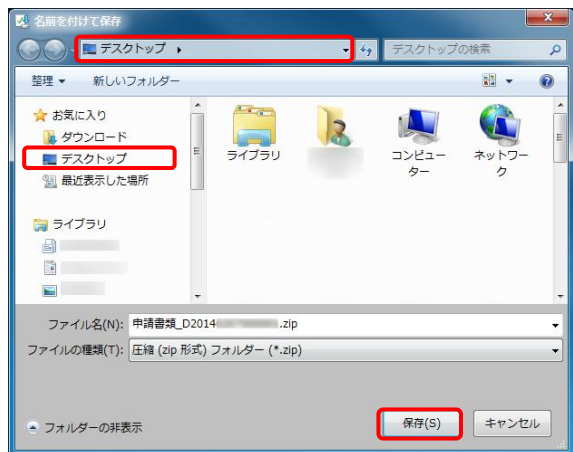 名前を付けて保存
デスクトップ
デスクトップの検索
整理 新しいフォルダー
お気に入り
ダウンロード
デスクトップ
最近表示した場所
ライブラリ
ライブラリ
コンピューター
ネットワーク
ファイル名(N): 申請書類_D2014 .zip
ファイルの種類(T): 圧縮 (zip 形式) フォルダー (*.zip)
フォルダーの非表示
保存(S)
キャンセル